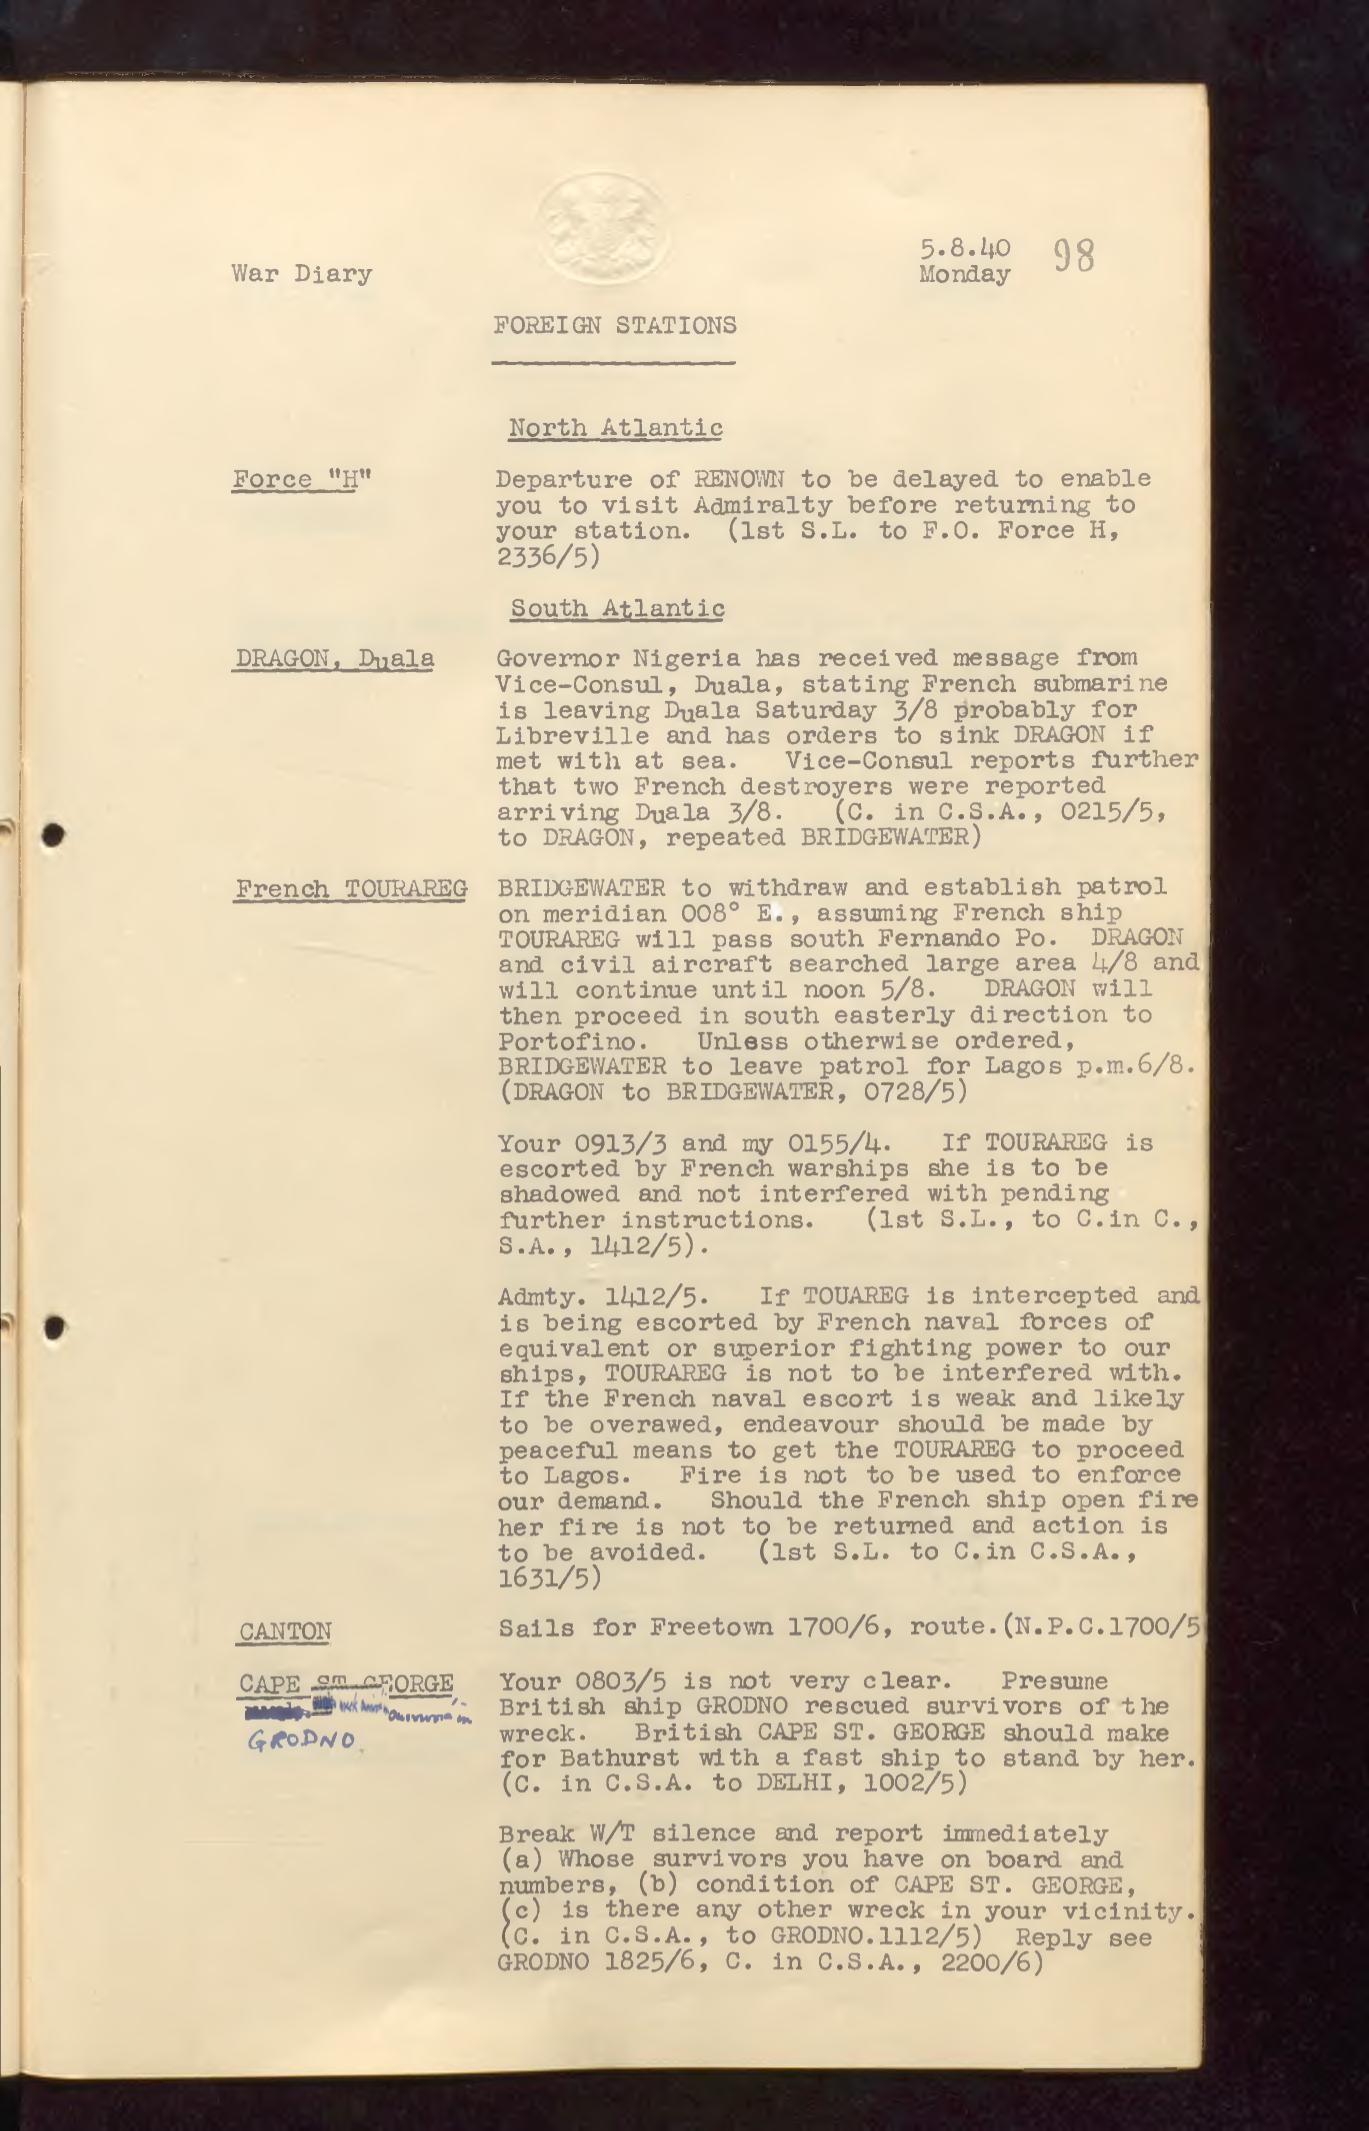 War Diary
5.8.40 98
Monday
FOREIGN STATIONS
North Atlantic
Force "H"
Departure of RENOWN to be delayed to enable
you to visit Admiralty before returning to
your station. (1st S.L. to F.O. Force H,
2336/5)
South Atlantic
DRAGON, Duala
Governor Nigeria has received message from
Vice-Consul, Duala, stating French submarine
is leaving Duala Saturday 3/8 probably for
Libreville and has orders to sink DRAGON if
met with at sea. Vice-Consul reports further
that two French destroyers were reported
arriving Duala 3/8. (C. in C.S.A., 0215/5,
to DRAGON, repeated BRIDGEWATER)
French TOURAREG
BRIDGEWATER to withdraw and establish patrol
on meridian 008° E., assuming French ship
TOURAREG will pass south Fernando Po. DRAGON
and civil aircraft searched large area 4/8 and
will continue until noon 5/8. DRAGON will
then proceed in south easterly direction to
Portofino. Unless otherwise ordered,
BRIDGEWATER to leave patrol for Lagos p.m.6/8.
(DRAGON to BRIDGEWATER, 0728/5)
Your 0913/3 and my 0155/4. If TOURAREG is
escorted by French warships she is to be
shadowed and not interfered with pending
further instructions. (1st S.L., to C.in C.,
S.A., 1412/5).
Admty. 1412/5. If TOUAREG is intercepted and
is being escorted by French naval forces of
equivalent or superior fighting power to our
ships, TOURAREG is not to be interfered with.
If the French naval escort is weak and likely
to be overawed, endeavour should be made by
peaceful means to get the TOURAREG to proceed
to Lagos. Fire is not to be used to enforce
our demand. Should the French ship open fire
her fire is not to be returned and action is
to be avoided. (1st S.L. to C.in C.S.A.,
1631/5)
CANTON
Sails for Freetown 1700/6, route.(N.P.C.1700/5
CAPE ST GEORGE
GRODNO
Your 0803/5 is not very clear. Presume
British ship GRODNO rescued survivors of the
wreck. British CAPE ST. GEORGE should make
for Bathurst with a fast ship to stand by her.
(C. in C.S.A. to DELHI, 1002/5)
Break W/T silence and report immediately
(a) Whose survivors you have on board and
numbers, (b) condition of CAPE ST. GEORGE,
(c) is there any other wreck in your vicinity.
(C. in C.S.A., to GRODNO.1112/5) Reply see
GRODNO 1825/6, C. in C.S.A., 2200/6)